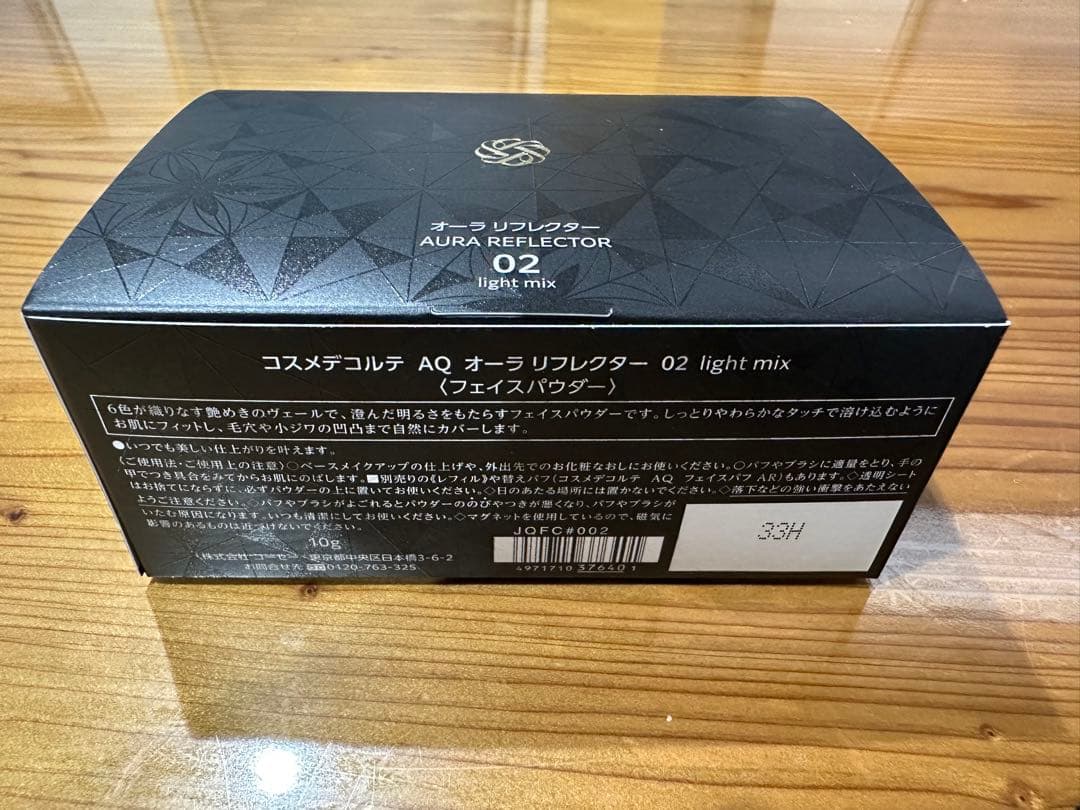 オーラ リフレクター
AURA REFLECTOR
02
light mix
コスメデコルテ AQ オーラ リフレクター 02 light mix
〈フェイスパウダー〉
6色が織りなす艶めきのヴェールで、澄んだ明るさをもたらすフェイスパウダーです。しっとりやわらかなタッチで溶け込むように
お肌にフィットし、毛穴や小ジワの凹凸まで自然にカバーします。
●いつでも美しい仕上がりを叶えます。
〈ご使用法・ご使用上の注意〉○ベースメイクアップの仕上げや、外出先でのお化粧なおしにお使いください。○パフやブラシに適量をとり、手の
甲でつき具合をみてからお肌にのばします。■別売りの《レフィル》や替えパフ(コスメデコルテ AQ フェイスパフ AR)もあります。◇透明シート
はお捨てにならずに、必ずパウダーの上に置いてお使いください。◇日のあたる場所には置かないでください。◇落下などの強い衝撃をあたえない
ようご注意ください。◇パフやブラシがよごれるとパウダーののびやつきが悪くなり、パフやブラシが
いたむ原因になります。いつも清潔にしてお使いください。◇マグネットを使用しているので、磁気に
影響のあるものは近づけないでください。
10g
株式会社 コーセー 東京都中央区日本橋3-6-2
お問合せ先 0120-763-325
JQFC#002
4971710 37640 1
33H